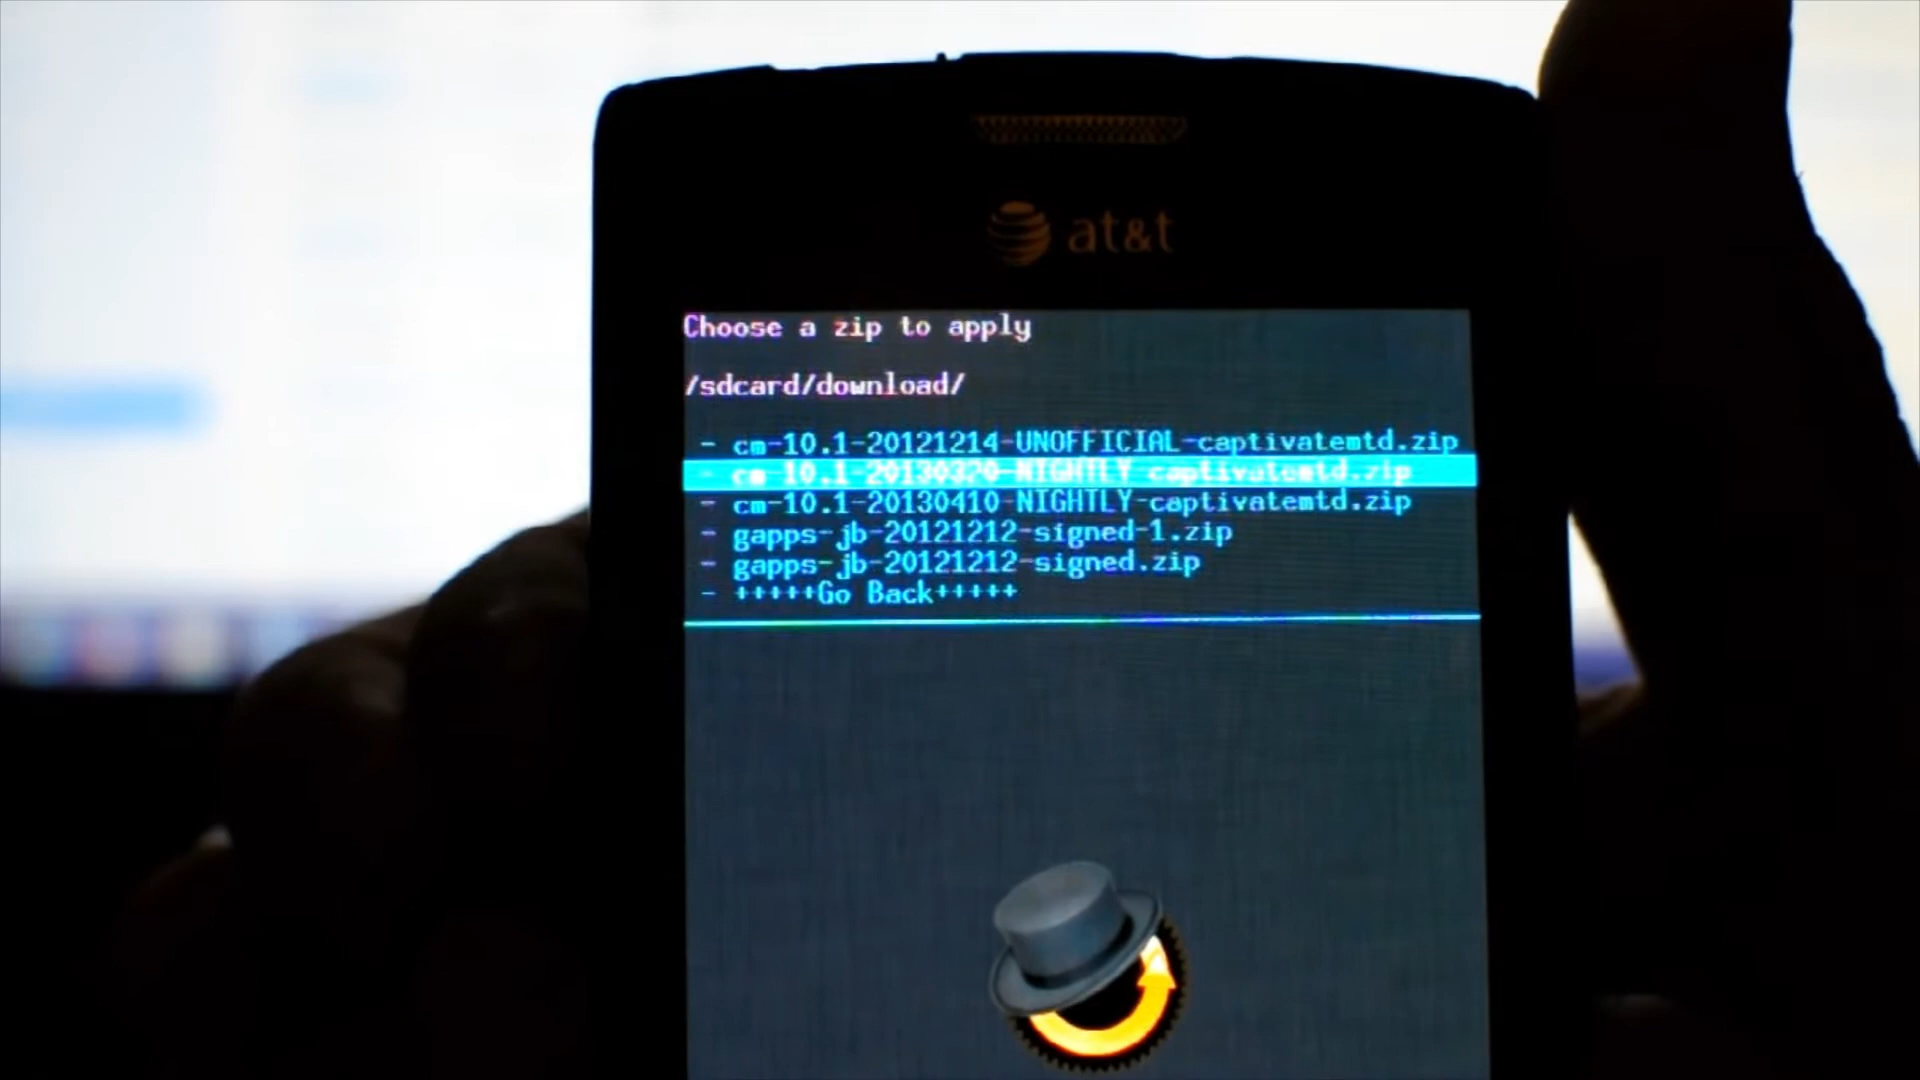 at&t
Choose a zip to apply
/sdcard/download/
- cm-10.1-20121214-UNOFFICIAL-captivatemtd.zip
- cm-10.1-20130320-NIGHTLY-captivatemtd.zip
- cm-10.1-20130410-NIGHTLY-captivatemtd.zip
- gapps-jb-20121212-signed-1.zip
- gapps-jb-20121212-signed.zip
- +++++Go Back+++++